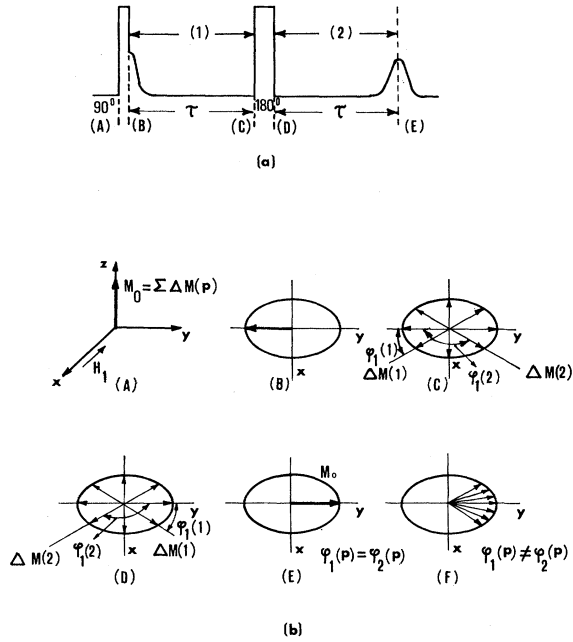 (1) (2)
90° 180°
τ τ
(A) (B) (C) (D) (E)
(a)
z
M₀=ΣΔM(p)
y
x
H₁
(A)
y
x
(B)
y
φ₁(1)
ΔM(1)
x
φ₁(2)
ΔM(2)
(C)
y
φ₁(1)
ΔM(2)
φ₁(2)
x
ΔM(1)
(D)
M₀
y
x
φ₁(p)=φ₂(p)
(E)
y
x
φ₁(p)≠φ₂(p)
(F)
(b)